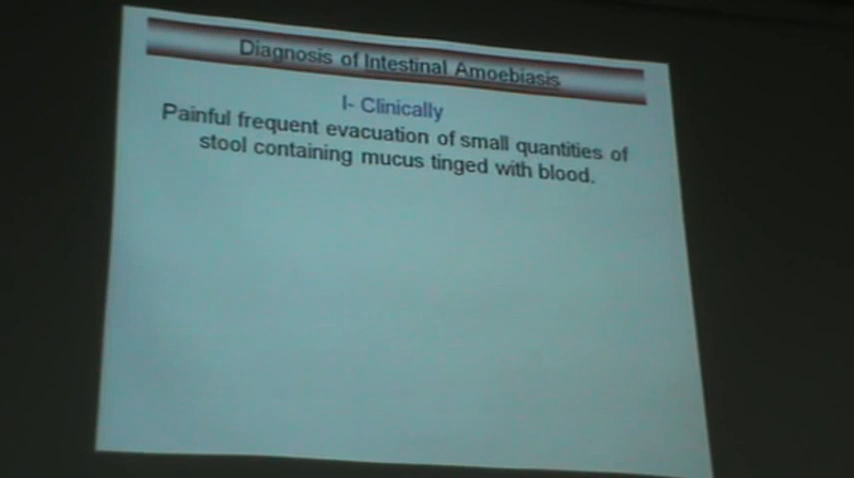 Diagnosis of Intestinal Amoebiasis
I- Clinically
Painful frequent evacuation of small quantities of
stool containing mucus tinged with blood.